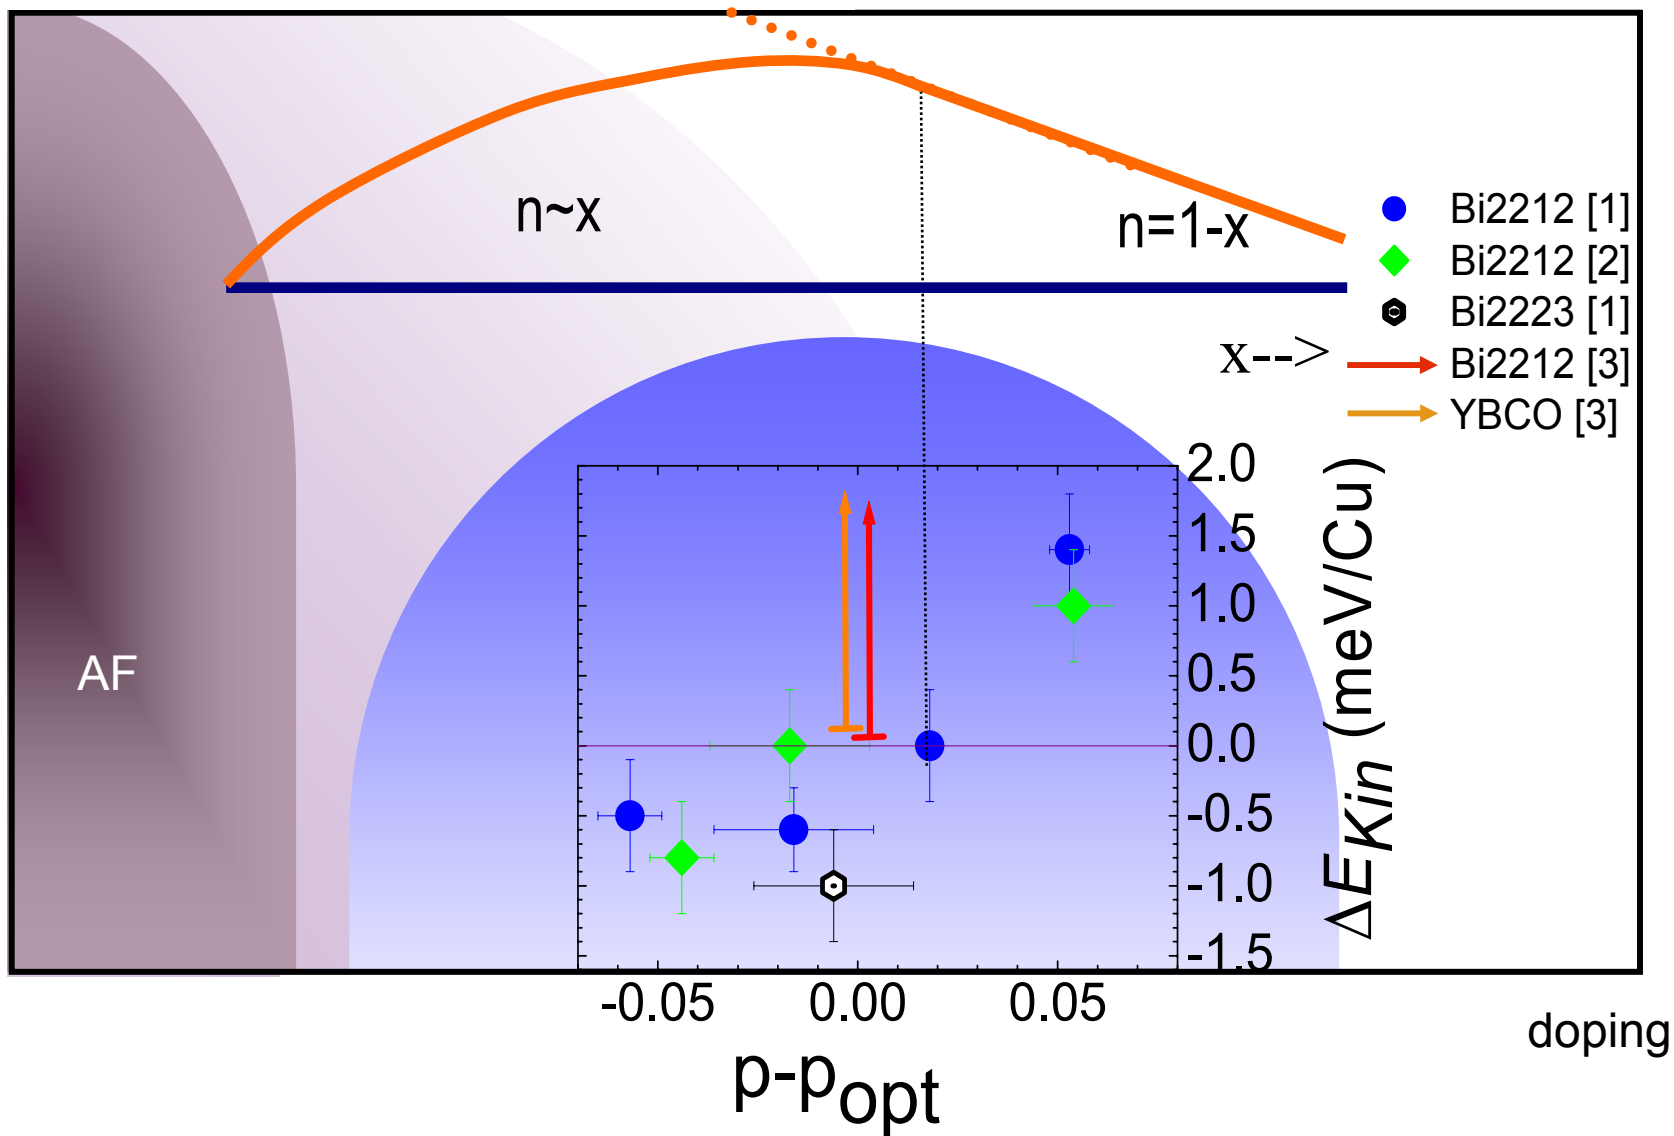 n~x
n=1-x
Bi2212 [1]
Bi2212 [2]
Bi2223 [1]
x-->
Bi2212 [3]
YBCO [3]
AF
2.0
1.5
1.0
0.5
0.0
-0.5
-1.0
-1.5
ΔEKin (meV/Cu)
-0.05 0.00 0.05
doping
p-popt